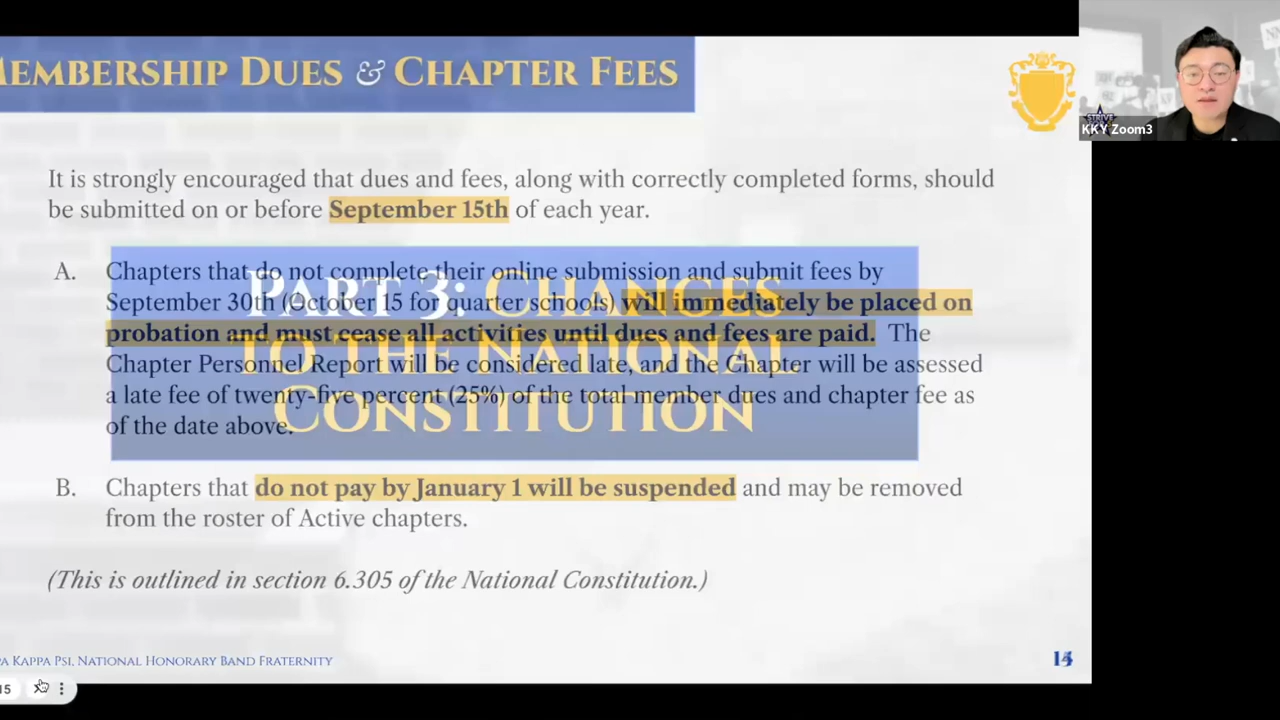 EMBERSHIP DUES & CHAPTER FEES
KKY Zoom3
STRIVE
It is strongly encouraged that dues and fees, along with correctly completed forms, should
be submitted on or before September 15th of each year.
A. Chapters that do not complete their online submission and submit fees by
September 30th (October 15 for quarter schools) will immediately be placed on
probation and must cease all activities until dues and fees are paid. The
Chapter Personnel Report will be considered late, and the Chapter will be assessed
a late fee of twenty-five percent (25%) of the total member dues and chapter fee as
of the date above.
PART 3: CHANGES
TO THE NATIONAL
CONSTITUTION
B. Chapters that do not pay by January 1 will be suspended and may be removed
from the roster of Active chapters.
(This is outlined in section 6.305 of the National Constitution.)
PA KAPPA PSI, NATIONAL HONORARY BAND FRATERNITY
15